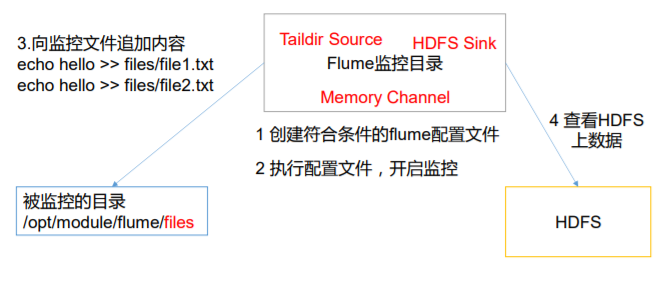 3.向监控文件追加内容
echo hello >> files/file1.txt
echo hello >> files/file2.txt
Taildir Source
HDFS Sink
Flume监控目录
Memory Channel
1 创建符合条件的flume配置文件
2 执行配置文件，开启监控
4 查看HDFS
上数据
被监控的目录
/opt/module/flume/files
HDFS